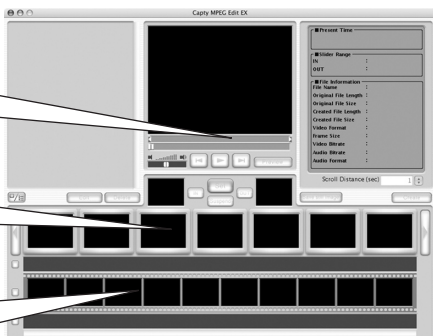 Capty MPEG Edit EX
Present Time
Slider Range
IN :
OUT :
File Information
File Name :
Original File Length :
Original File Size :
Created File Length :
Created File Size :
Video Format :
Frame Size :
Video Bitrate :
Audio Bitrate :
Audio Format :
Scroll Distance (sec) 1